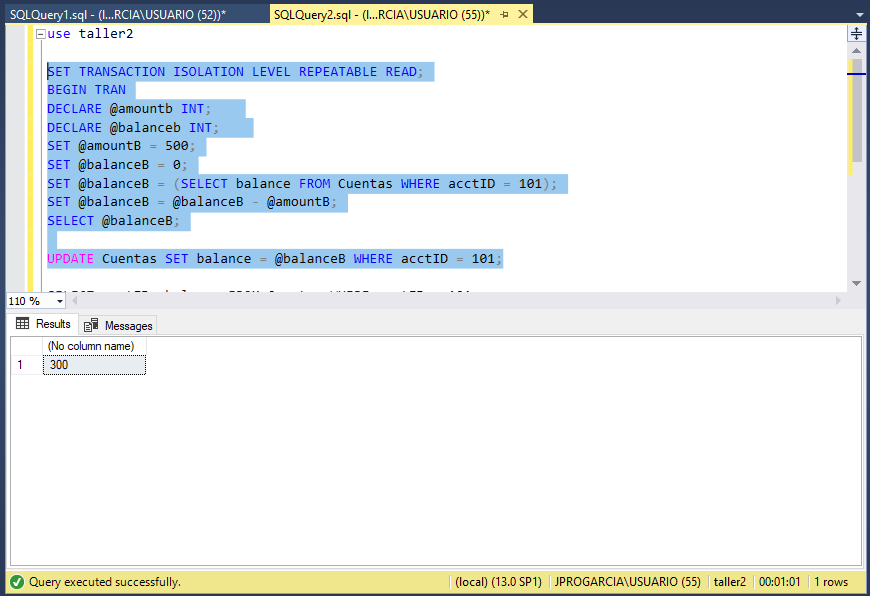 SQLQuery1.sql - (l...RCIA\USUARIO (52))*
SQLQuery2.sql - (l...RCIA\USUARIO (55))*
use taller2
SET TRANSACTION ISOLATION LEVEL REPEATABLE READ;
BEGIN TRAN
DECLARE @amountb INT;
DECLARE @balanceb INT;
SET @amountB = 500;
SET @balanceB = 0;
SET @balanceB = (SELECT balance FROM Cuentas WHERE acctID = 101);
SET @balanceB = @balanceB - @amountB;
SELECT @balanceB;
UPDATE Cuentas SET balance = @balanceB WHERE acctID = 101;
110 %
Results
Messages
(No column name)
1 300
Query executed successfully.
(local) (13.0 SP1)
JPROGARCIA\USUARIO (55)
taller2
00:01:01
1 rows